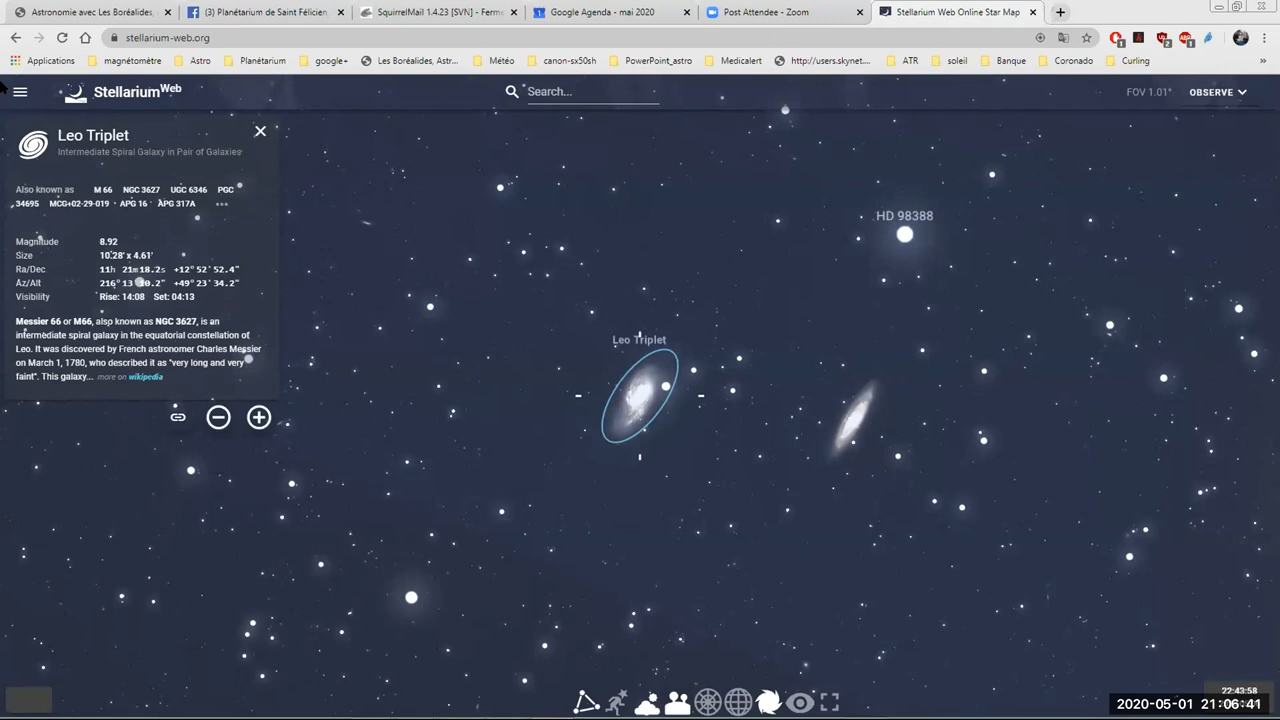 Astronomie avec Les Boréalides,
(3) Planétarium de Saint Félicien
SquirrelMail 1.4.23 [SVN] - Ferme
Google Agenda - mai 2020
Post Attendee - Zoom
Stellarium Web Online Star Map
stellarium-web.org
Applications magnétomètre Astro Planétarium google+ Les Boréalides, Ast Météo canon-sx50sh PowerPoint_astro Medicalert http://users.skynet... ATR soleil Banque Coronado Curling
StellariumWeb
Search...
FOV 1.01° OBSERVE
Leo Triplet
Intermediate Spiral Galaxy in Pair of Galaxies
Also known as M 66 NGC 3627 UGC 6346 PGC
34695 MCG+02-29-019 APG 16 APG 317A
Magnitude 8.92
Size 10.28' x 4.61'
Ra/Dec 11h 21m18.2s +12°52'52.4"
Az/Alt +49°23'34.2"
Visibility Rise: 14:08 Set: 04:13
Messier 66 or M66, also known as NGC 3627, is an
intermediate spiral galaxy in the equatorial constellation of
Leo. It was discovered by French astronomer Charles Messier
on March 1, 1780, who described it as "very long and very
faint". This galaxy... more on wikipedia
HD 98388
Leo Triplet
22:43:58
2020-05-01 21:06:41